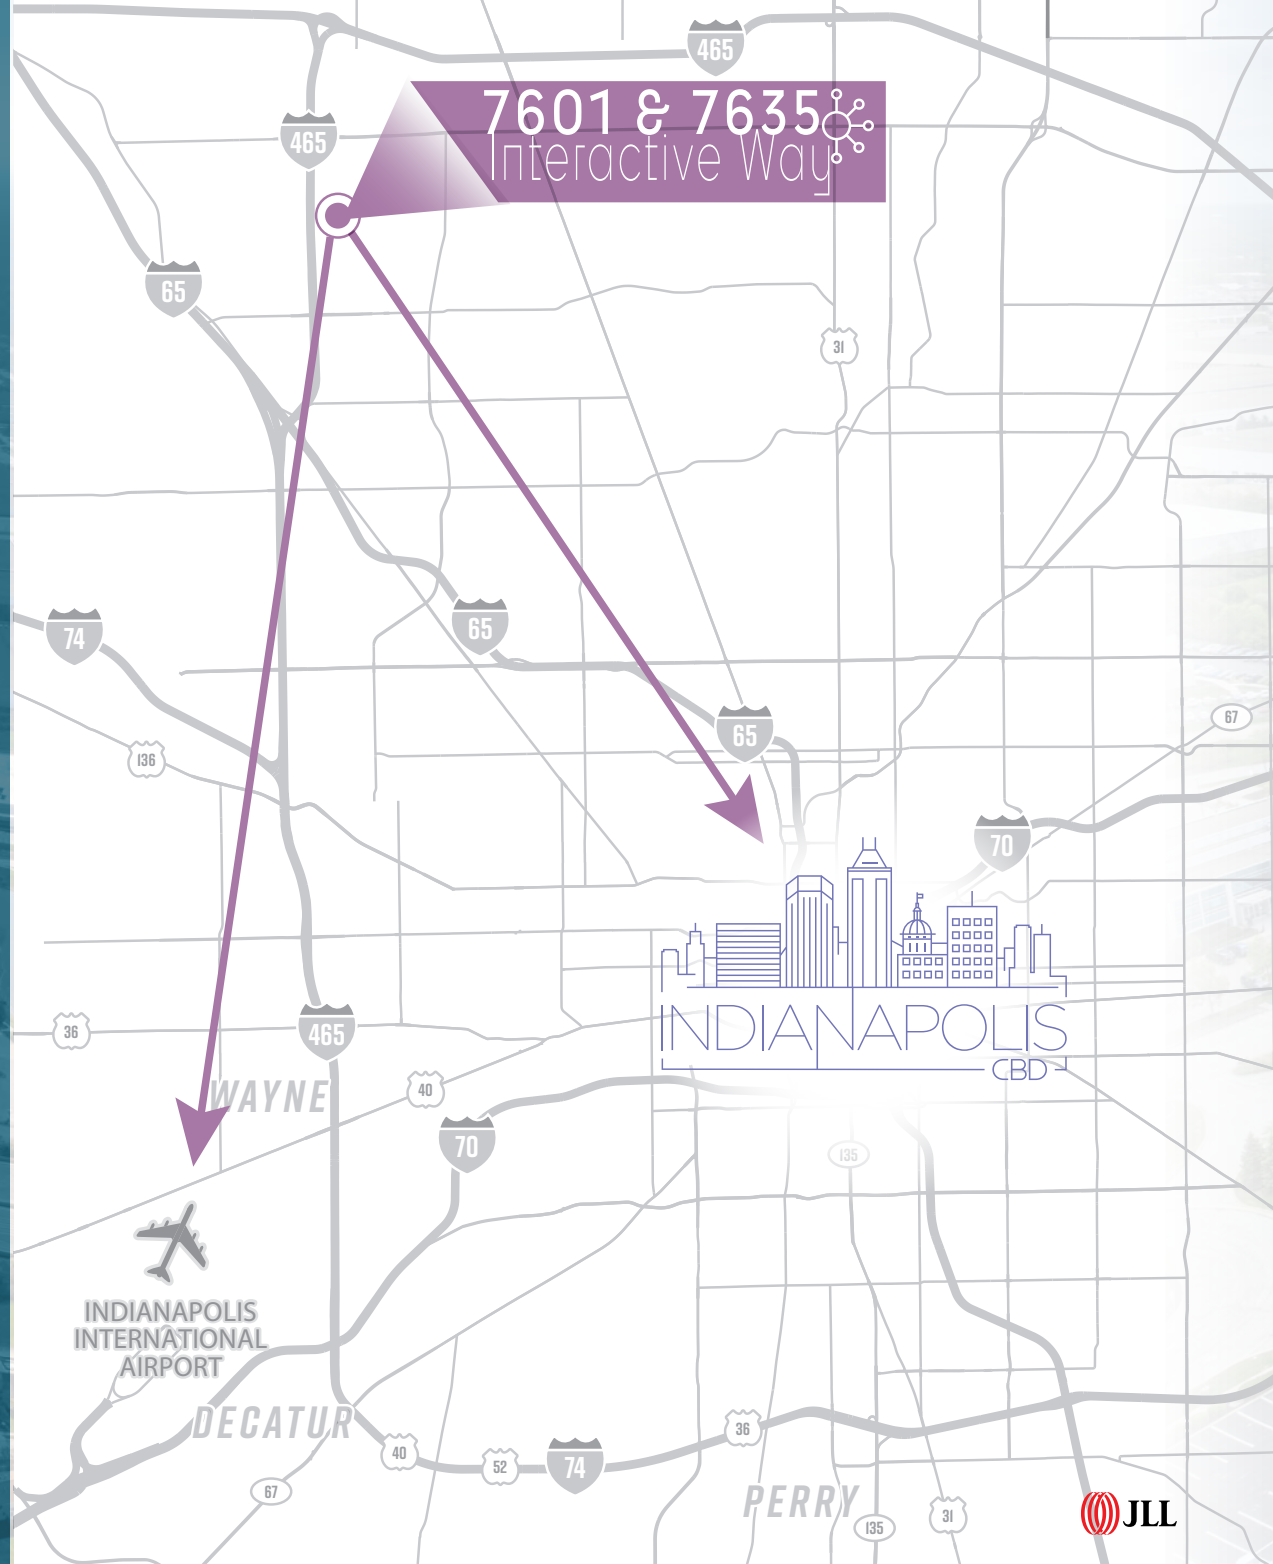 465
7601 & 7635
Interactive Way
465
65
31
74
65
67
65
136
70
INDIANAPOLIS
CBD
36
465
WAYNE
40
70
135
INDIANAPOLIS
INTERNATIONAL
AIRPORT
DECATUR
40
52
74
36
67
PERRY
135
31
JLL